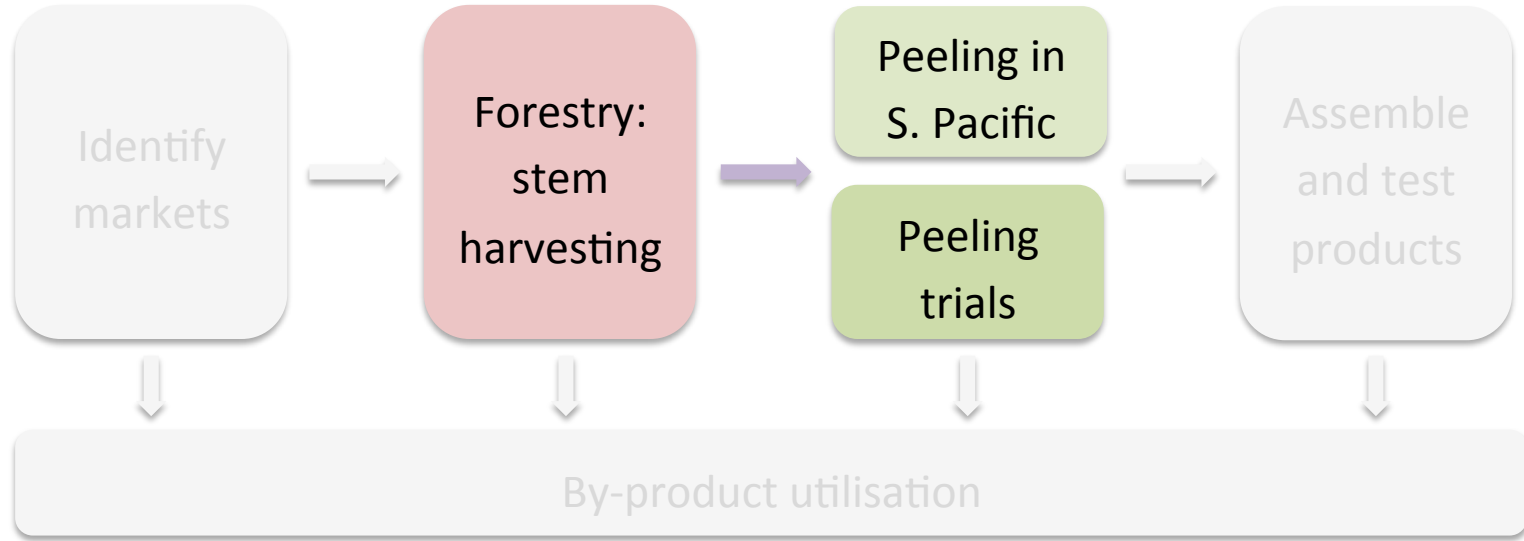 Identify
markets
Forestry:
stem
harvesting
Peeling in
S. Pacific
Peeling
trials
Assemble
and test
products
By-product utilisation